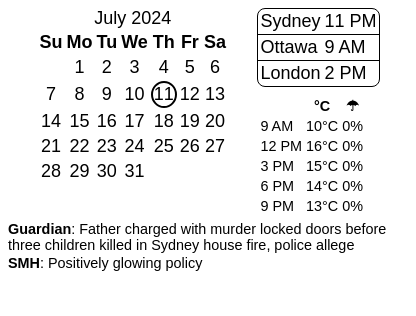 July 2024
Su Mo Tu We Th Fr Sa
1 2 3 4 5 6
7 8 9 10 11 12 13
14 15 16 17 18 19 20
21 22 23 24 25 26 27
28 29 30 31
Sydney 11 PM
Ottawa 9 AM
London 2 PM
°C ☂
9 AM 10°C 0%
12 PM 16°C 0%
3 PM 15°C 0%
6 PM 14°C 0%
9 PM 13°C 0%
Guardian: Father charged with murder locked doors before
three children killed in Sydney house fire, police allege
SMH: Positively glowing policy